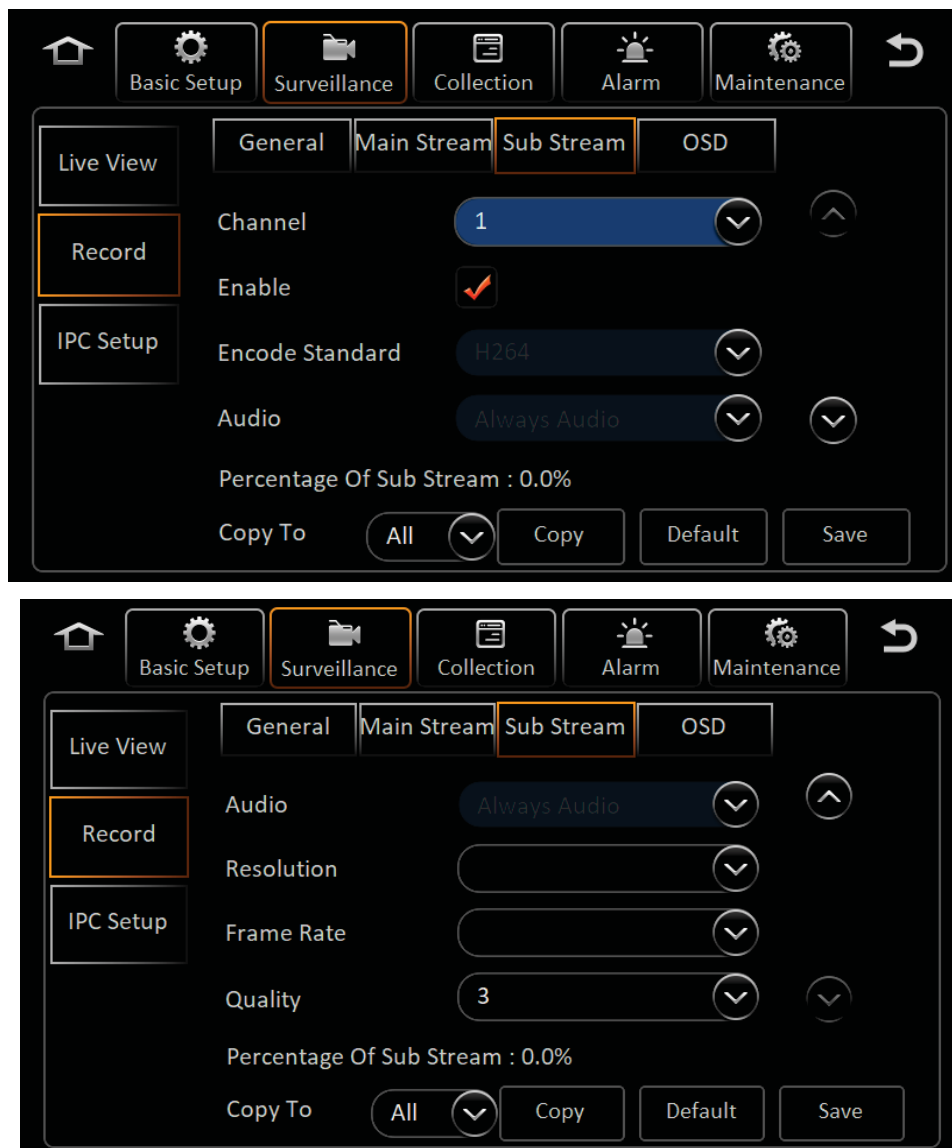 Basic Setup Surveillance Collection Alarm Maintenance
General Main Stream Sub Stream OSD
Live View
Channel 1
Record
Enable
IPC Setup
Encode Standard H264
Audio Always Audio
Percentage Of Sub Stream : 0.0%
Copy To All Copy Default Save
Basic Setup Surveillance Collection Alarm Maintenance
General Main Stream Sub Stream OSD
Live View
Audio Always Audio
Record
Resolution
IPC Setup
Frame Rate
Quality 3
Percentage Of Sub Stream : 0.0%
Copy To All Copy Default Save